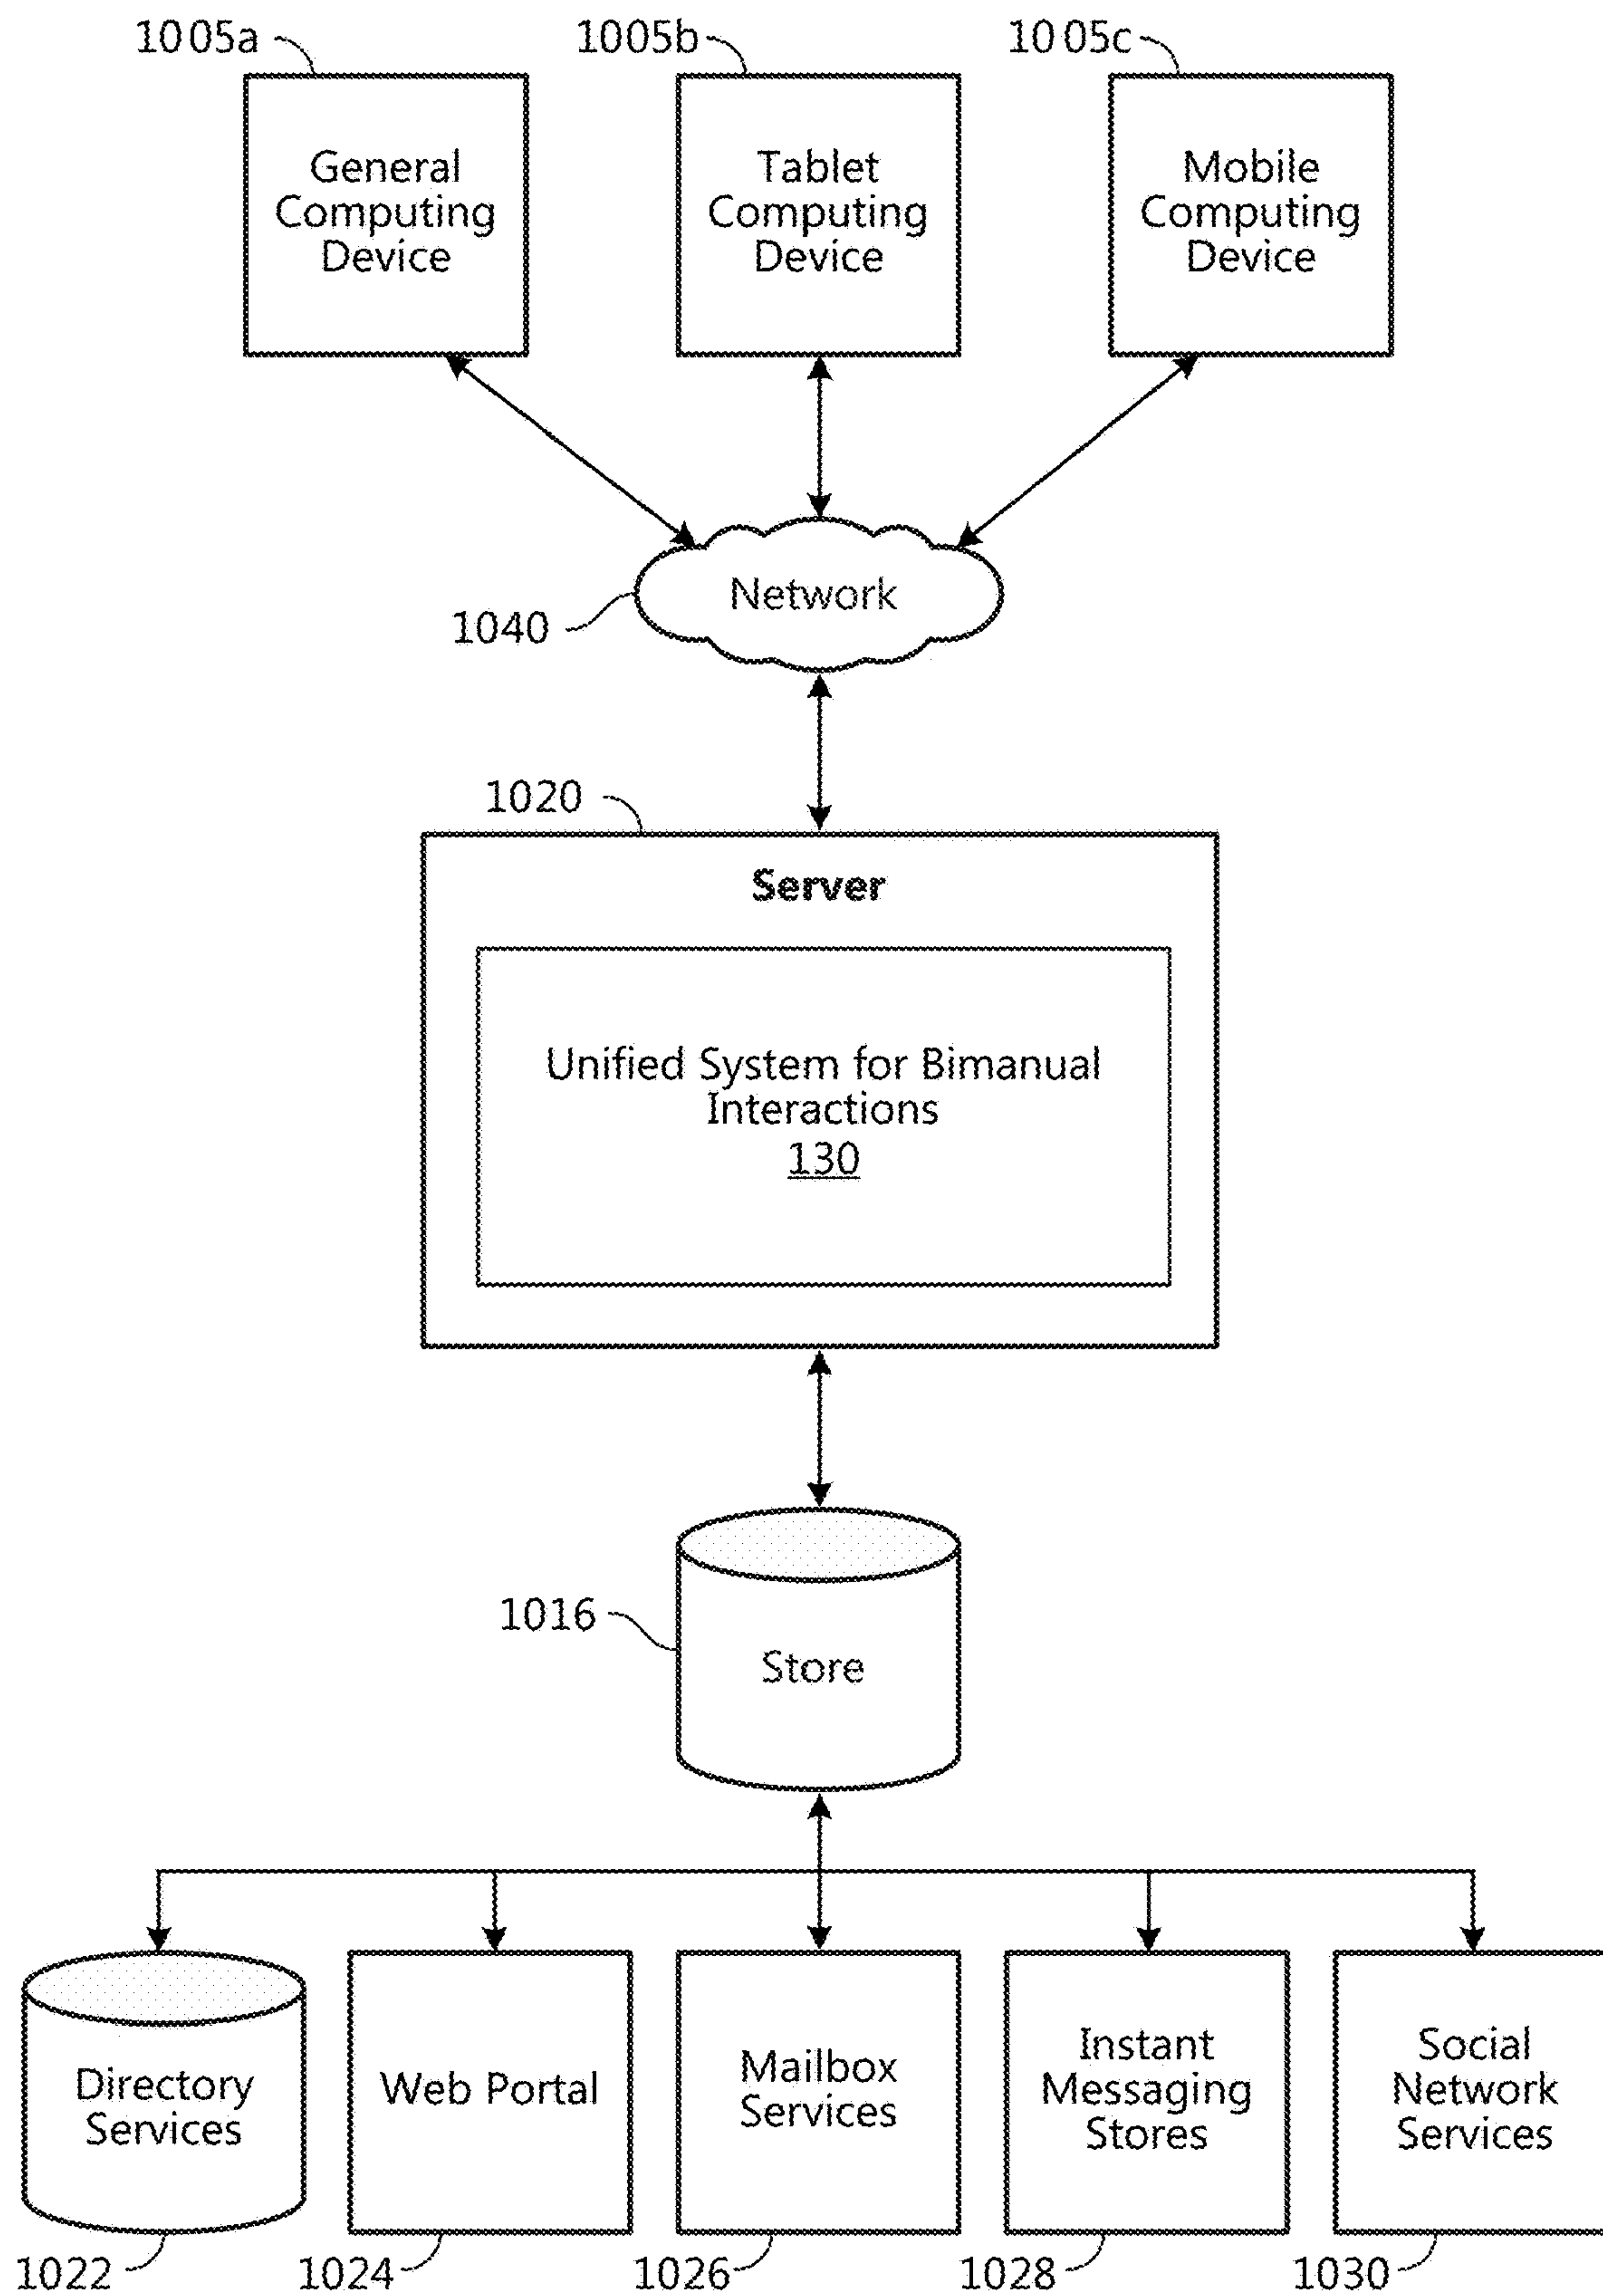 1005a
1005b
1005c
General
Computing
Device
Tablet
Computing
Device
Mobile
Computing
Device
Network
1040
1020
Server
Unified System for Bimanual
Interactions
130
1016
Store
Directory
Services
Web Portal
Mailbox
Services
Instant
Messaging
Stores
Social
Network
Services
1022
1024
1026
1028
1030